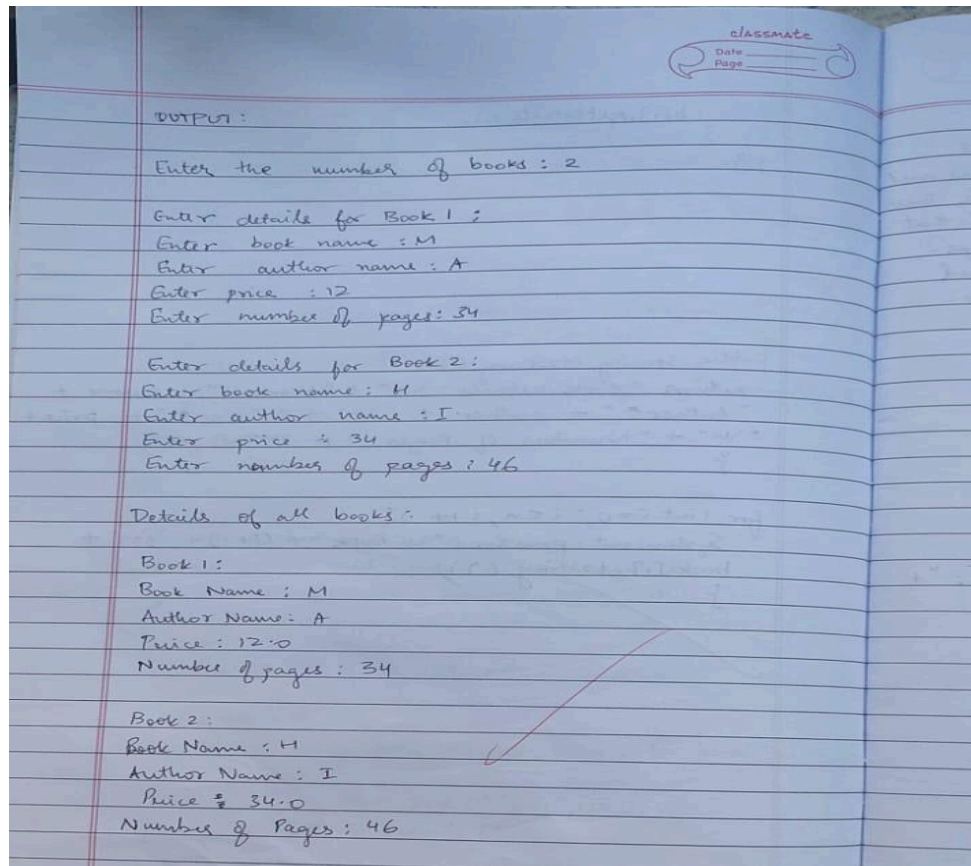 classmate
Date
Page
OUTPUT:
Enter the number of books : 2
Enter details for Book 1 :
Enter book name : M
Enter author name : A
Enter price : 12
Enter number of pages: 34
Enter details for Book 2 :
Enter book name : H
Enter author name : I
Enter price : 34
Enter number of pages : 46
Details of all books :
Book 1 :
Book Name : M
Author Name : A
Price : 12.0
Number of pages : 34
Book 2 :
Book Name : H
Author Name : I
Price : 34.0
Number of Pages : 46